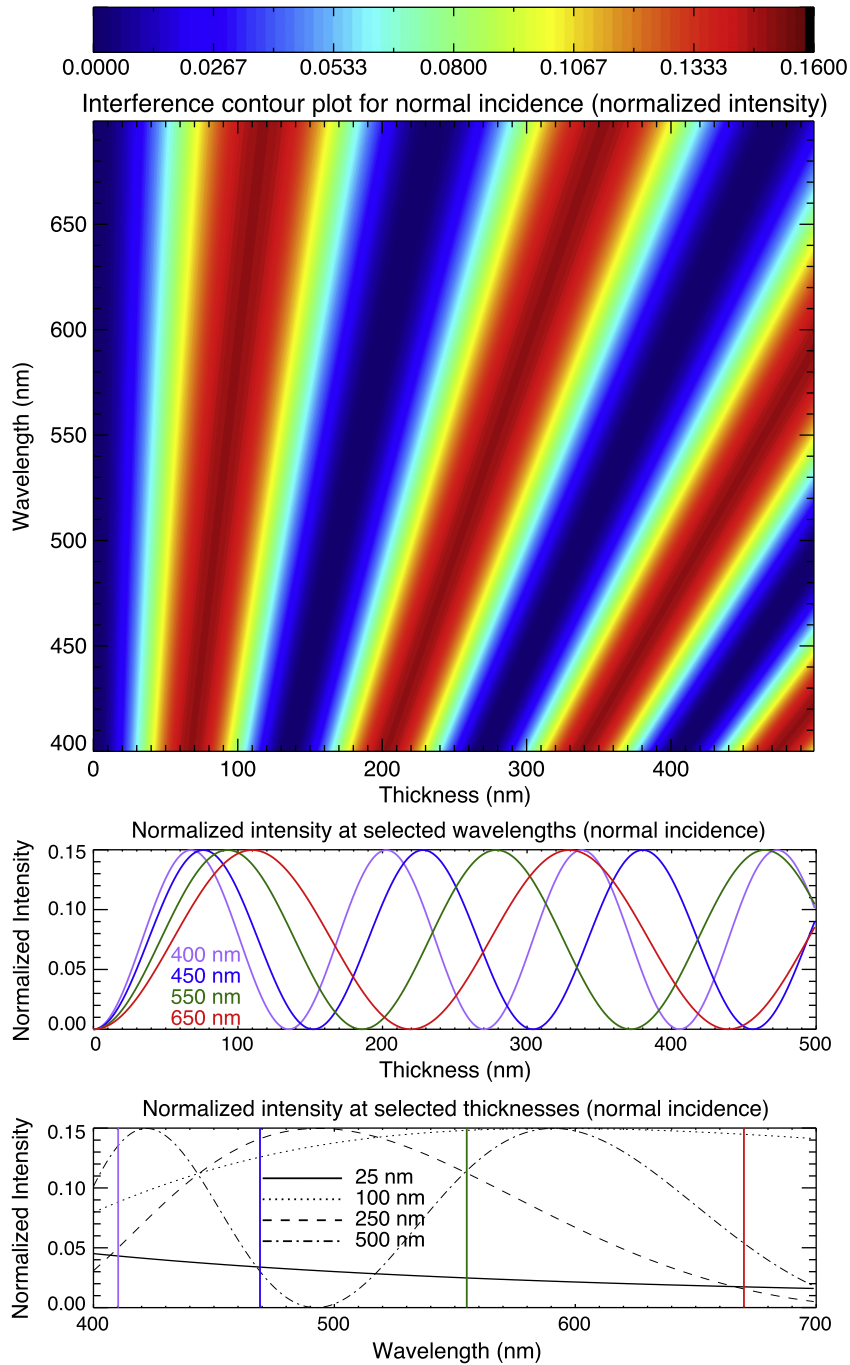 0.0000 0.0267 0.0533 0.0800 0.1067 0.1333 0.1600
Interference contour plot for normal incidence (normalized intensity)
Wavelength (nm)
650
600
550
500
450
400
0 100 200 300 400
Thickness (nm)
Normalized intensity at selected wavelengths (normal incidence)
Normalized Intensity
0.15
0.10
0.05
0.00
400 nm
450 nm
550 nm
650 nm
0 100 200 300 400 500
Thickness (nm)
Normalized intensity at selected thicknesses (normal incidence)
Normalized Intensity
0.15
0.10
0.05
0.00
25 nm
100 nm
250 nm
500 nm
400 500 600 700
Wavelength (nm)